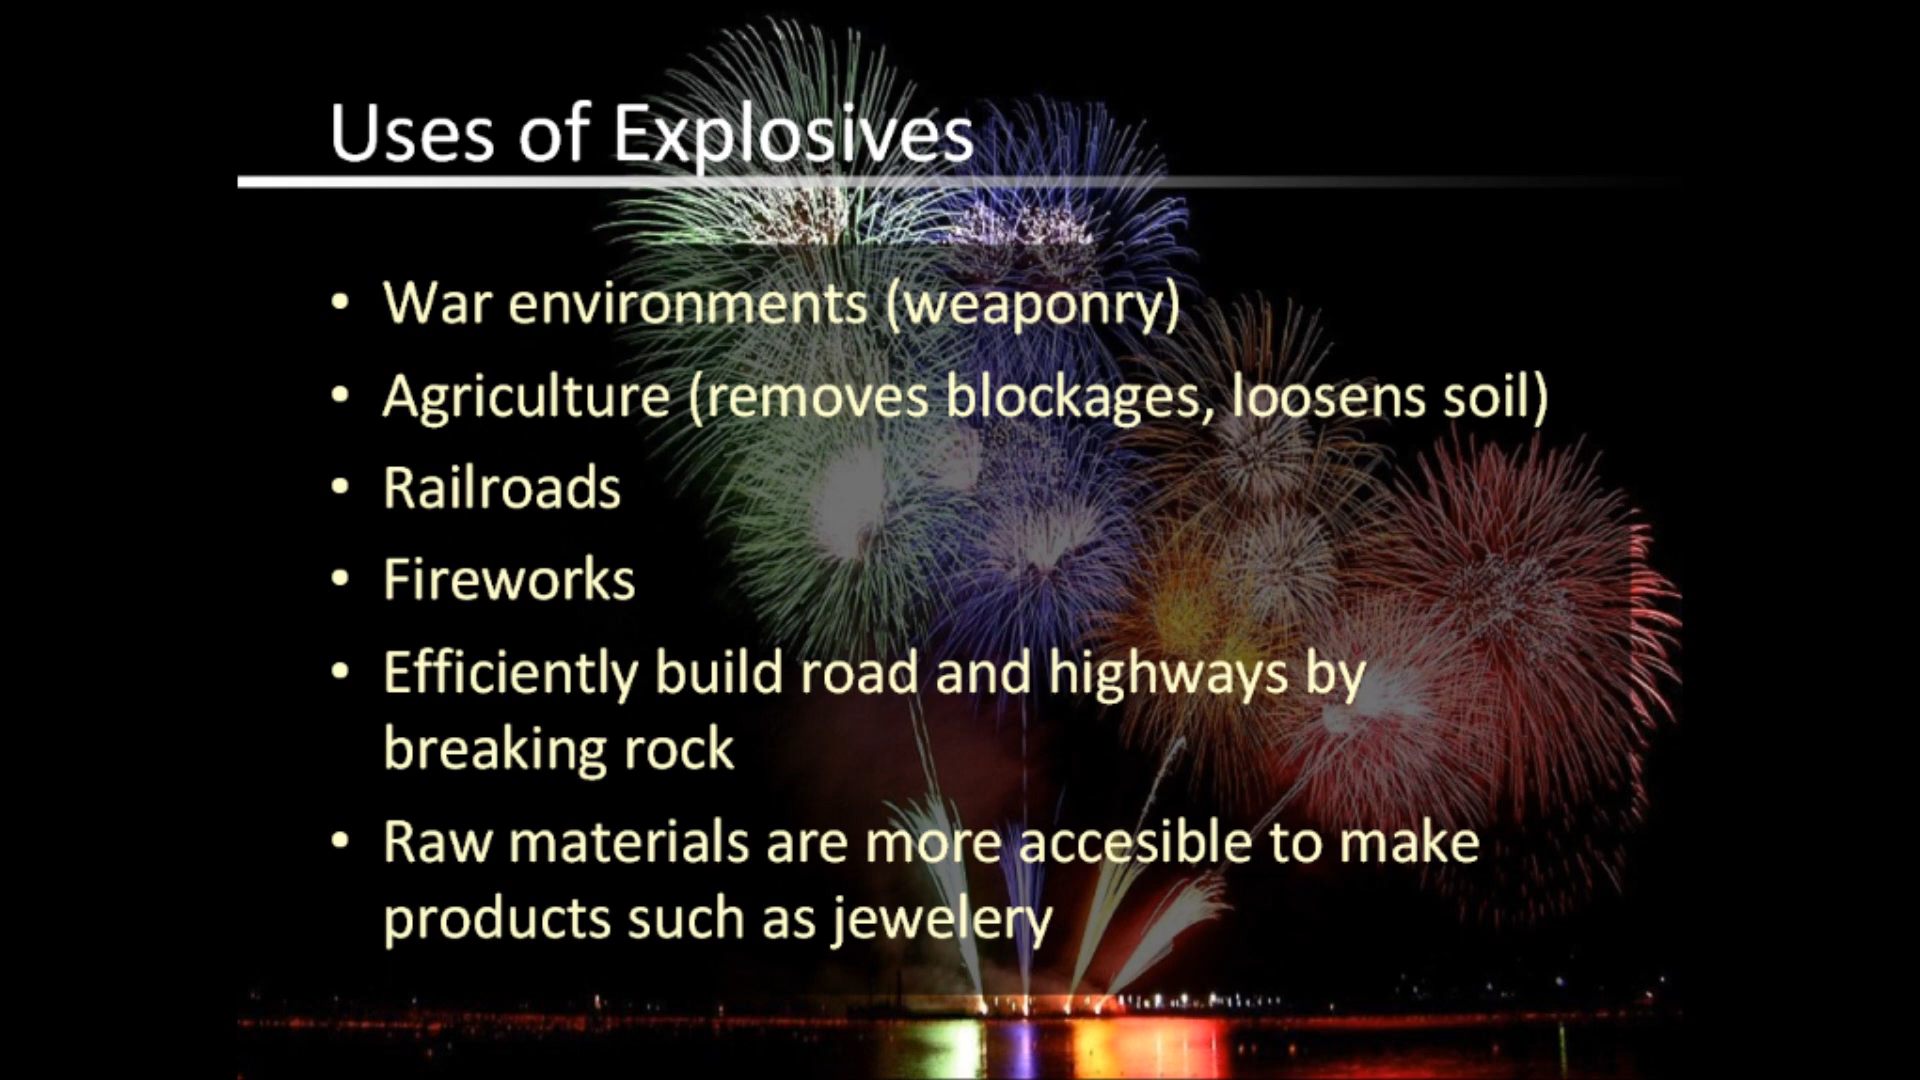 Uses of Explosives
• War environments (weaponry)
• Agriculture (removes blockages, loosens soil)
• Railroads
• Fireworks
• Efficiently build road and highways by
breaking rock
• Raw materials are more accesible to make
products such as jewelery